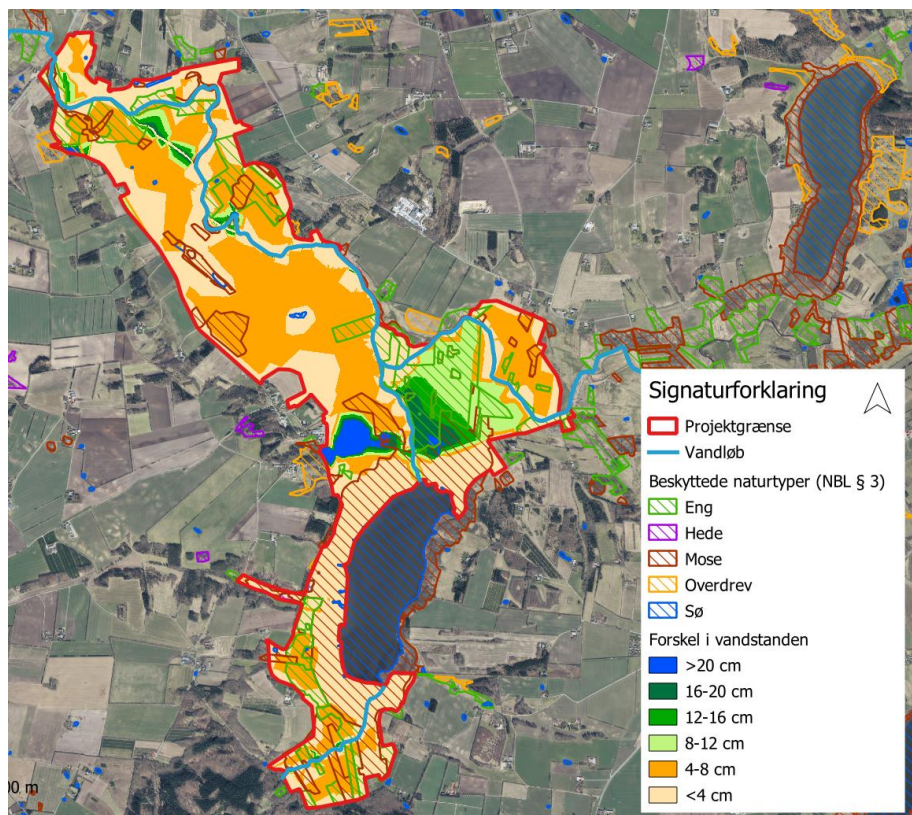 Signaturforklaring
Projektgrænse
Vandløb
Beskyttede naturtyper (NBL § 3)
Eng
Hede
Mose
Overdrev
Sø
Forskel i vandstanden
>20 cm
16-20 cm
12-16 cm
8-12 cm
4-8 cm
<4 cm
00 m